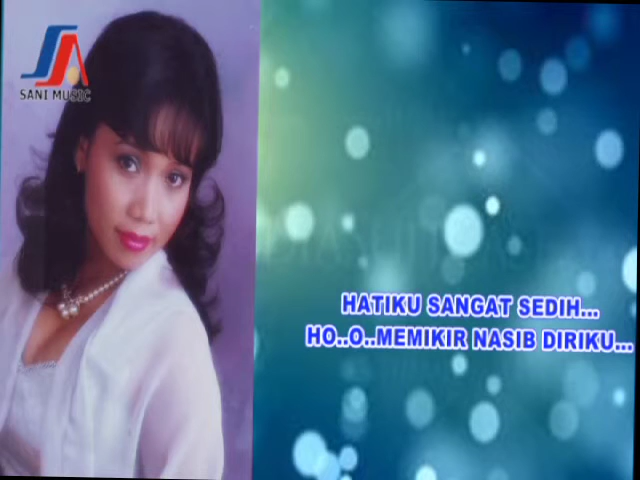 SANI MUSIC
HATIKU SANGAT SEDIH...
HO..O..MEMIKIR NASIB DIRIKU...